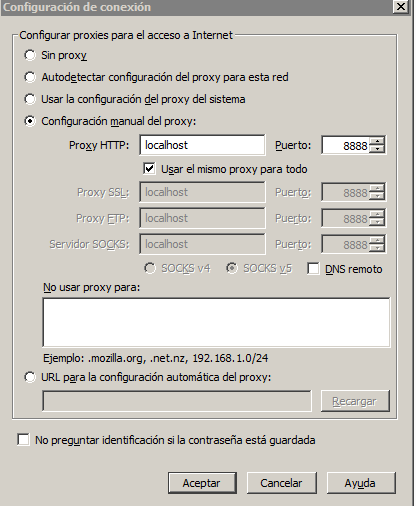 Configuración de conexión
Configurar proxies para el acceso a Internet
Sin proxy
Autodetectar configuración del proxy para esta red
Usar la configuración del proxy del sistema
Configuración manual del proxy:
Proxy HTTP: localhost Puerto: 8888
Usar el mismo proxy para todo
Proxy SSL: localhost Puerto: 8888
Proxy FTP: localhost Puerto: 8888
Servidor SOCKS: localhost Puerto: 8888
SOCKS v4 SOCKS v5 DNS remoto
No usar proxy para:
Ejemplo: .mozilla.org, .net.nz, 192.168.1.0/24
URL para la configuración automática del proxy:
Recargar
No preguntar identificación si la contraseña está guardada
Aceptar Cancelar Ayuda